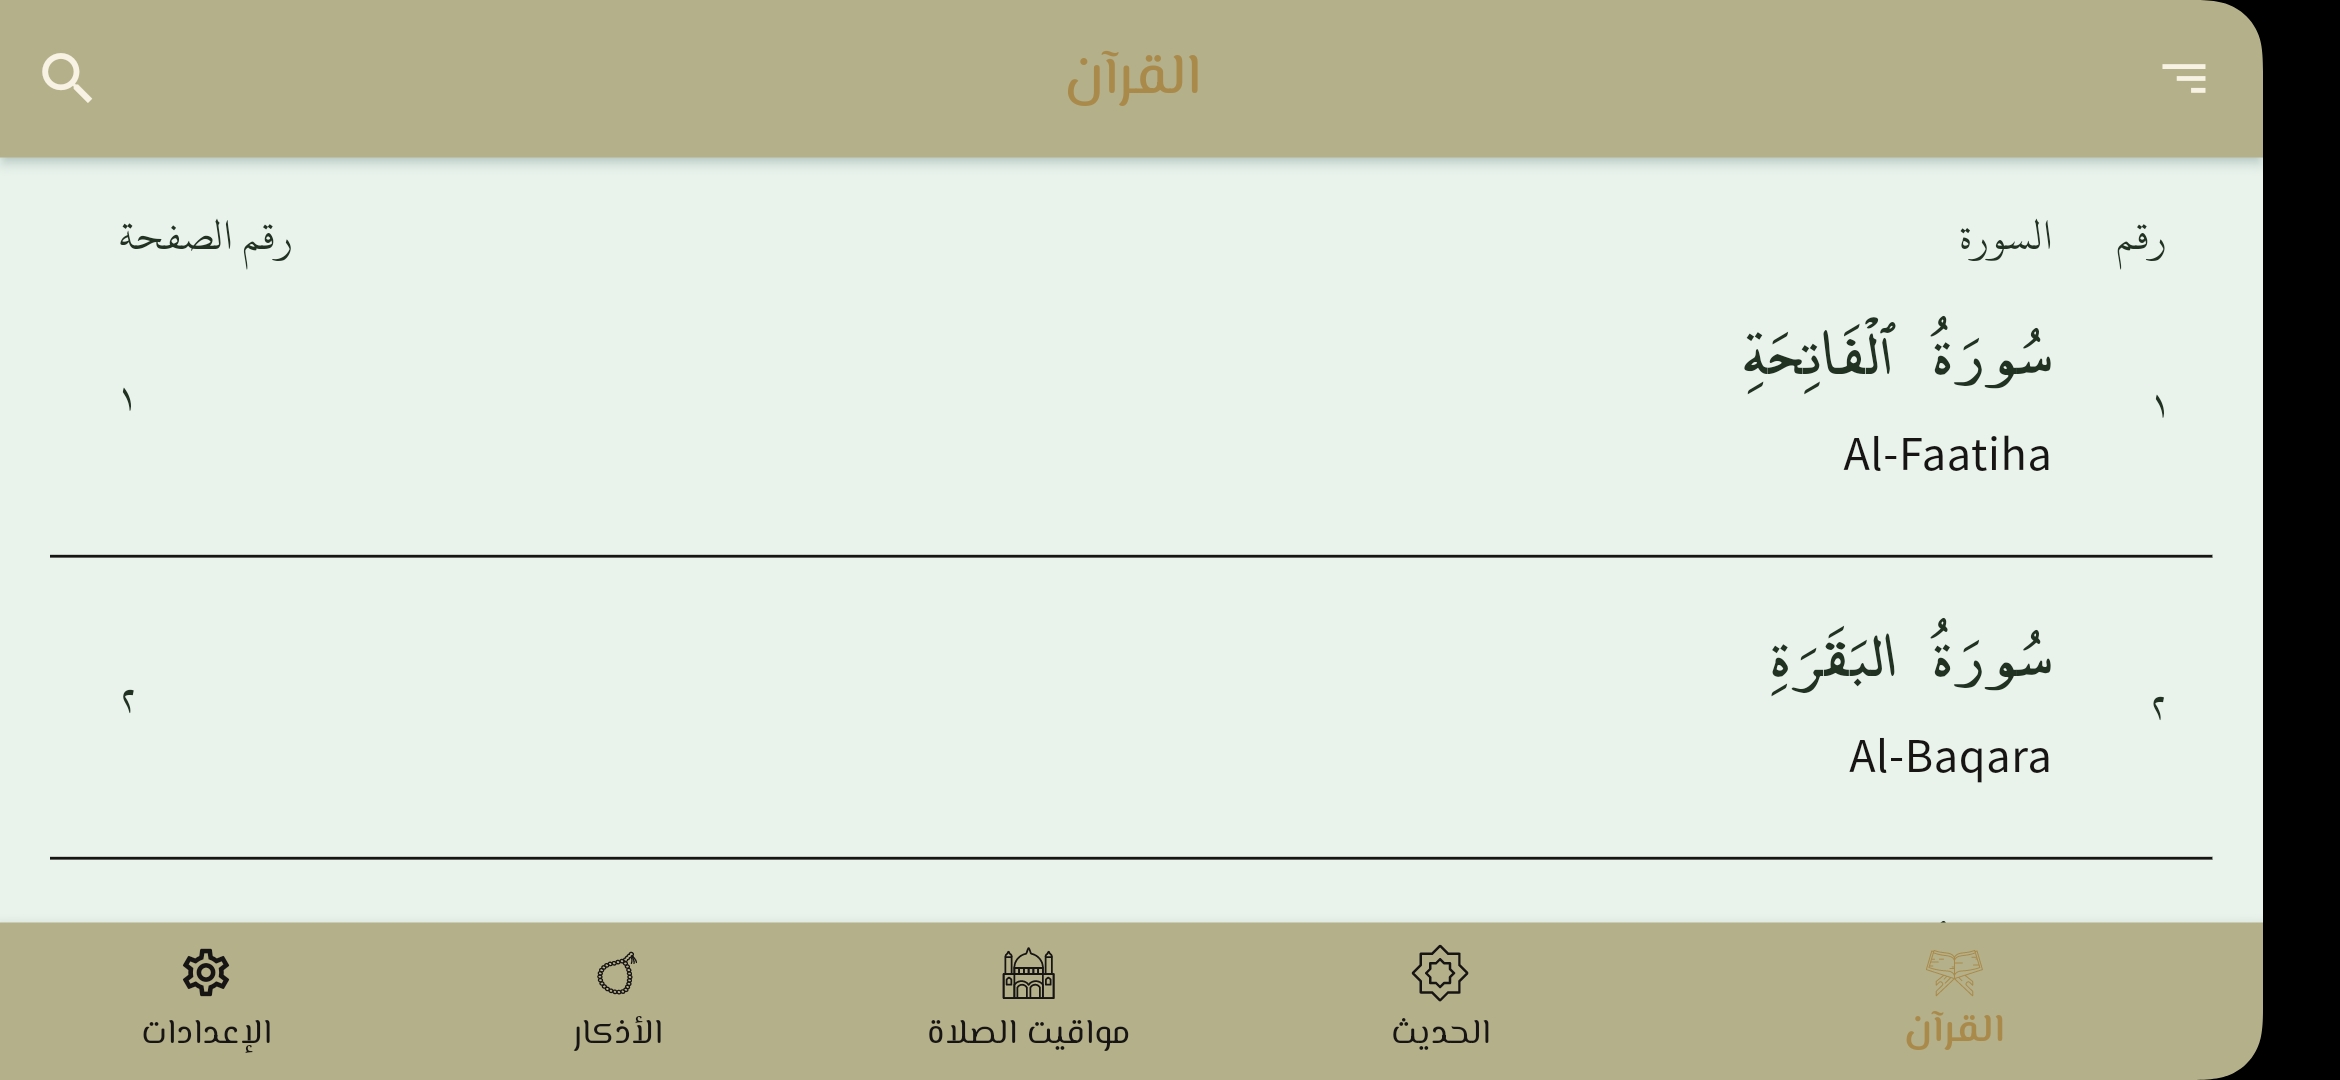 القرآن
رقم السورة رقم الصفحة
سُورَةُ ٱلْفَاتِحَةِ
١ ١
Al-Faatiha
سُورَةُ البَقَرَةِ
٢ ٢
Al-Baqara
القرآن الحديث مواقيت الصلاة الأذكار الإعدادات